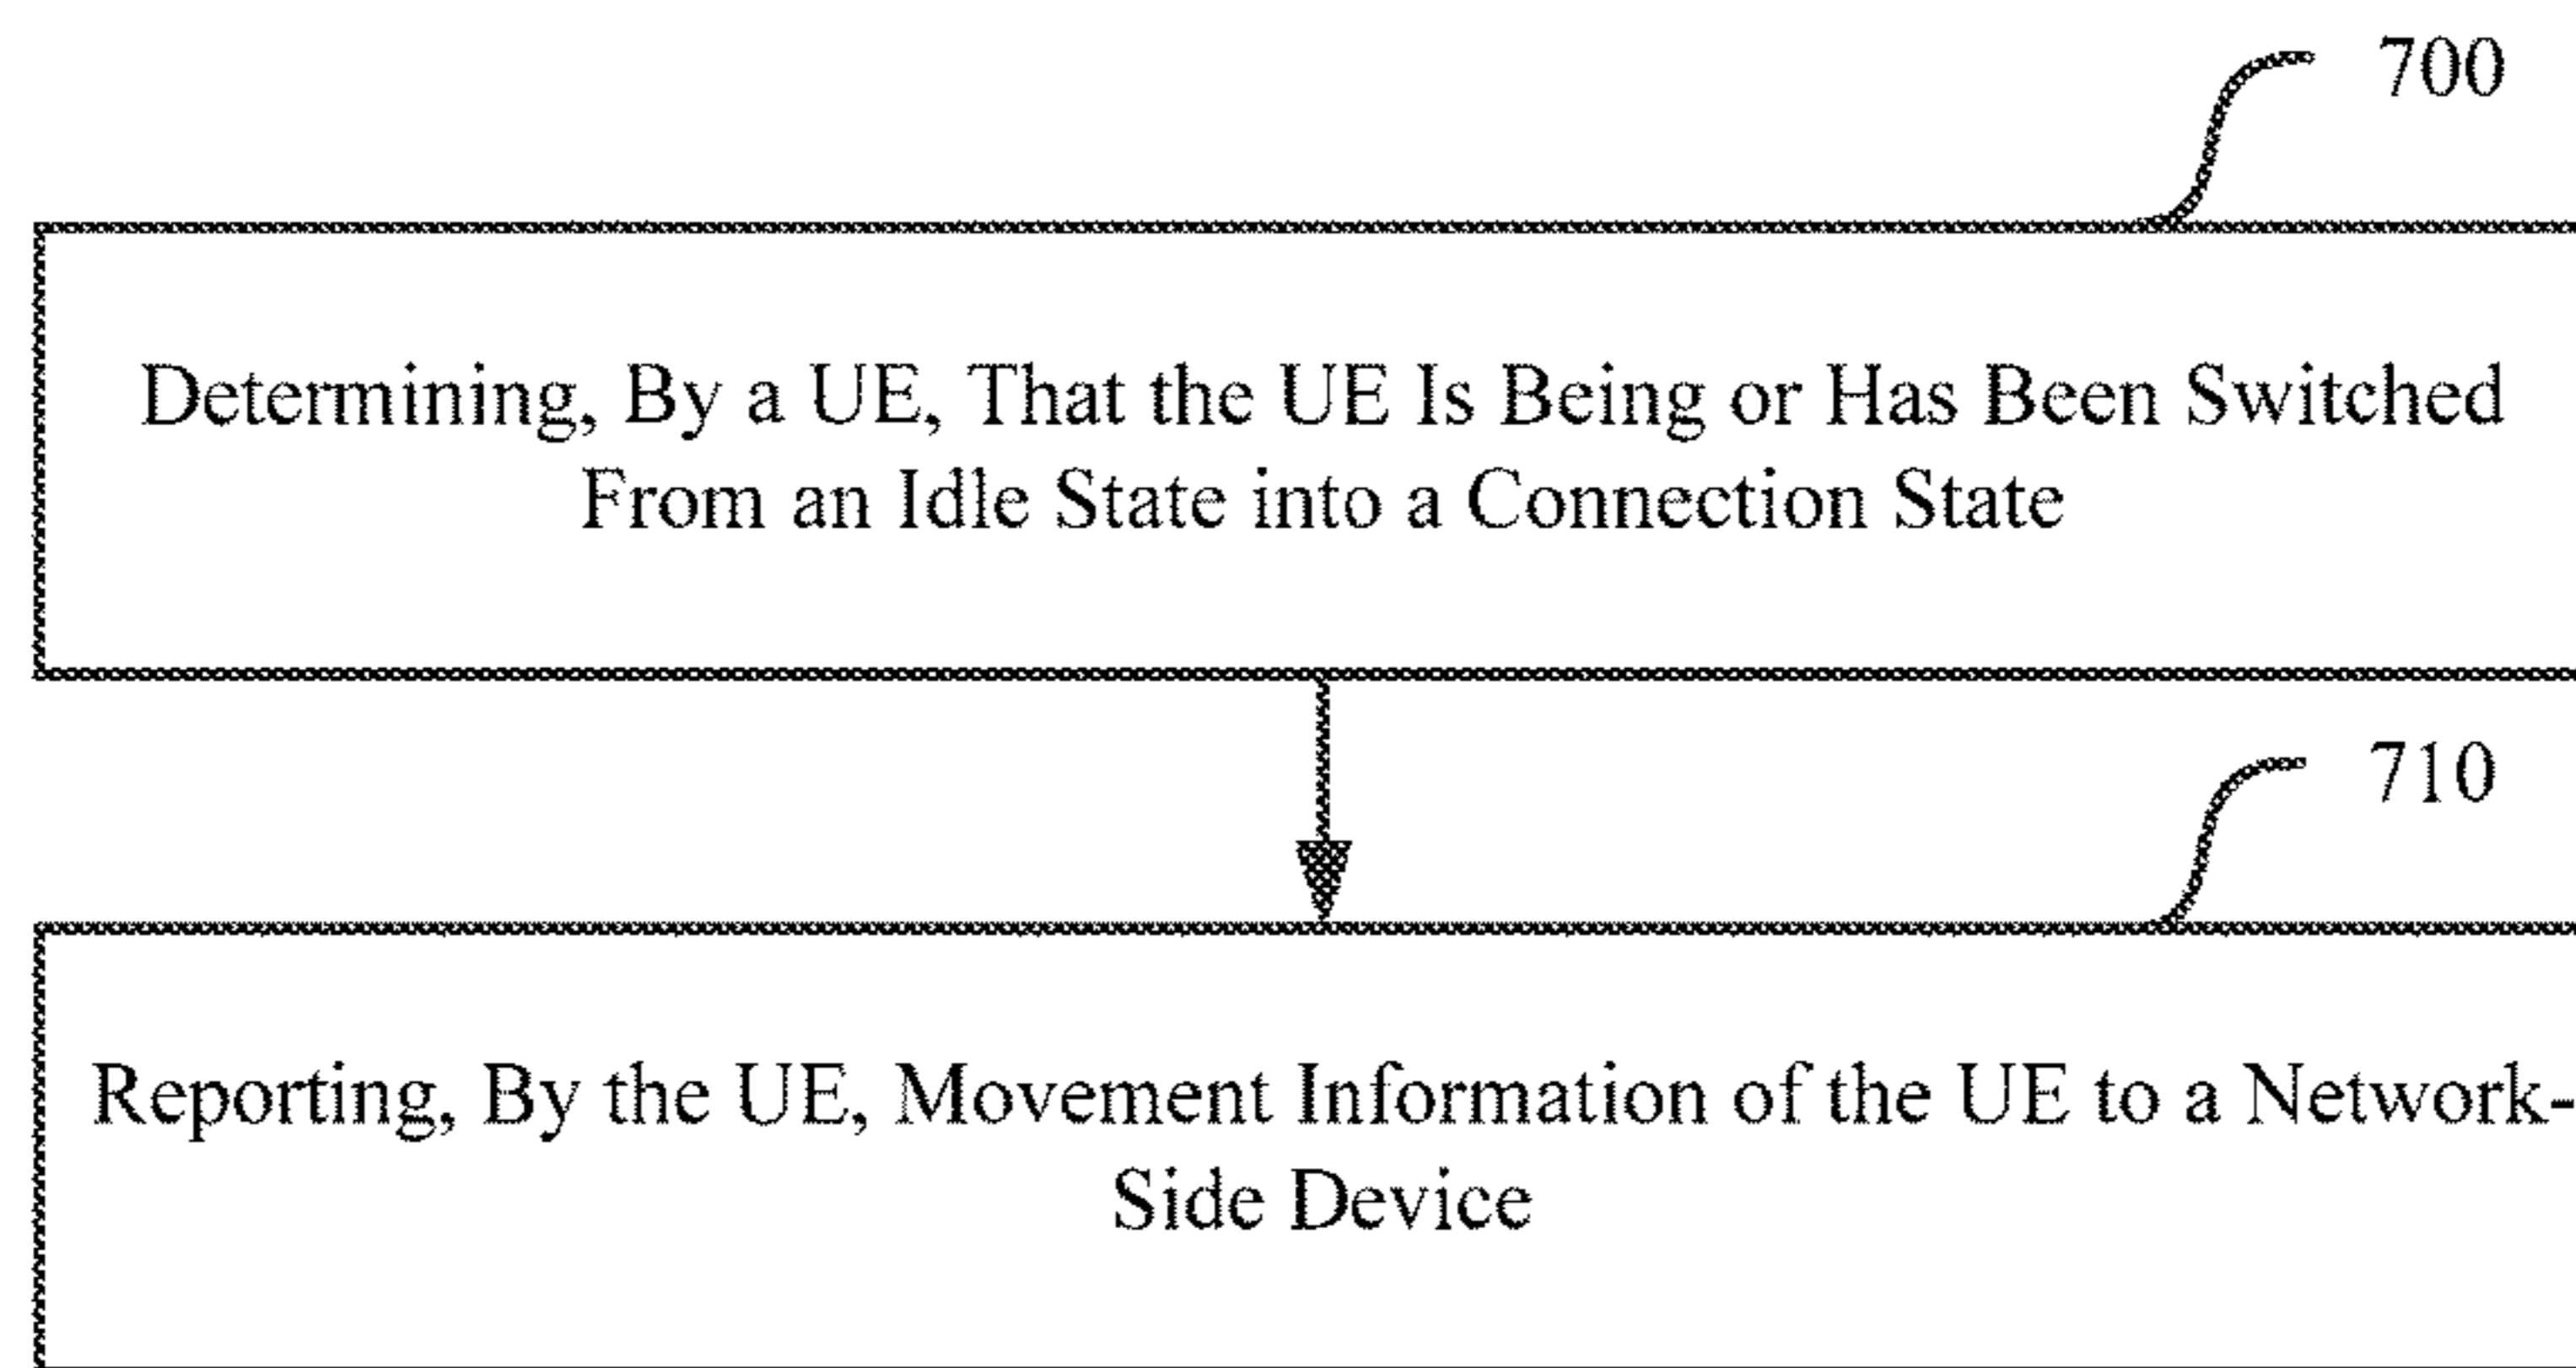 700
Determining, By a UE, That the UE Is Being or Has Been Switched
From an Idle State into a Connection State
710
Reporting, By the UE, Movement Information of the UE to a Network-
Side Device